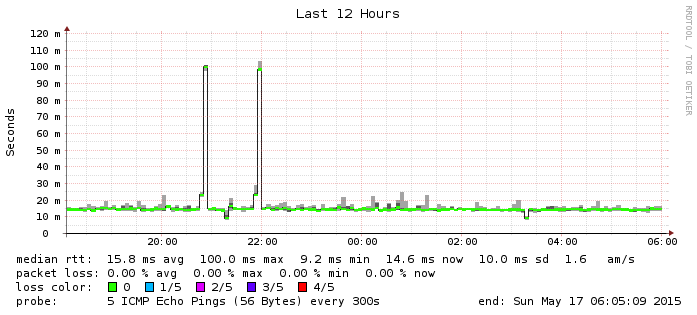 Last 12 Hours
RRDTOOL / TOBI OETIKER
Seconds
120 m
110 m
100 m
90 m
80 m
70 m
60 m
50 m
40 m
30 m
20 m
10 m
0
20:00 22:00 00:00 02:00 04:00 06:00
median rtt: 15.8 ms avg 100.0 ms max 9.2 ms min 14.6 ms now 10.0 ms sd 1.6 am/s
packet loss: 0.00 % avg 0.00 % max 0.00 % min 0.00 % now
loss color: 0 1/5 2/5 3/5 4/5
probe: 5 ICMP Echo Pings (56 Bytes) every 300s end: Sun May 17 06:05:09 2015